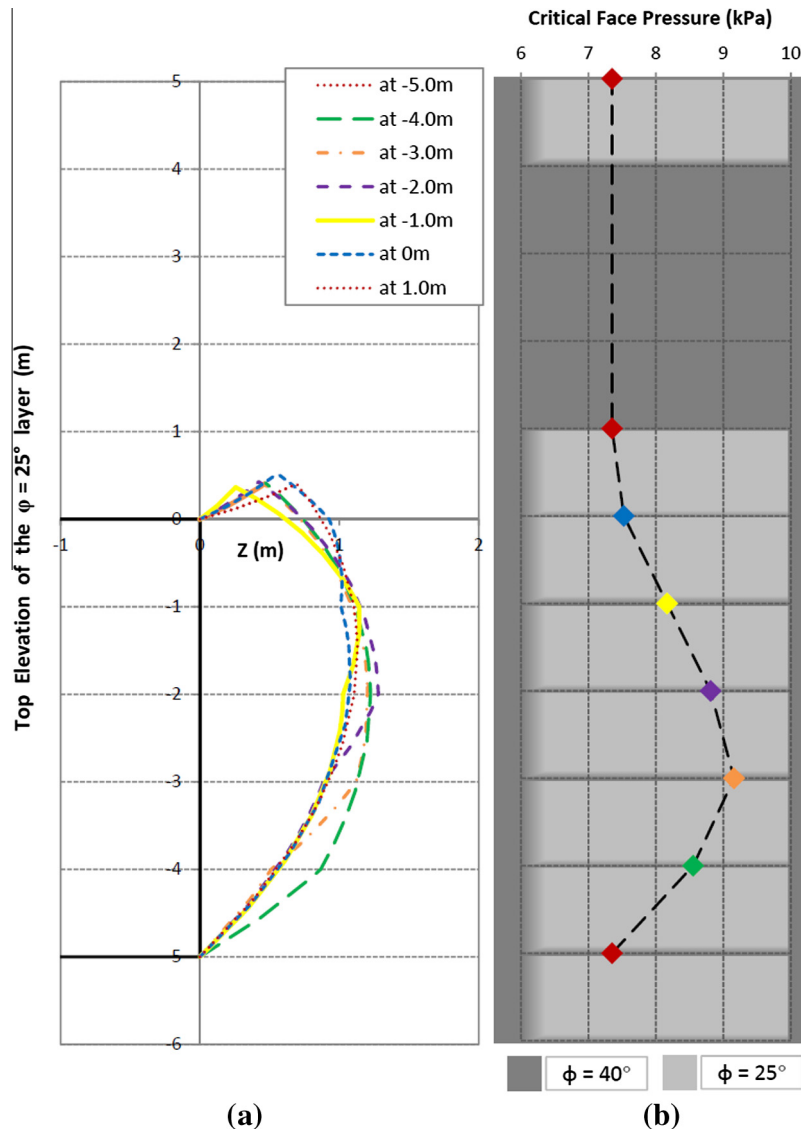 Critical Face Pressure (kPa)
6 7 8 9 10
at -5.0m
at -4.0m
at -3.0m
at -2.0m
at -1.0m
at 0m
at 1.0m
Top Elevation of the φ = 25° layer (m)
5
4
3
2
1
0
-1
-2
-3
-4
-5
-6
-1 0 1 2
Z (m)
ϕ = 40°
ϕ = 25°
(a)
(b)